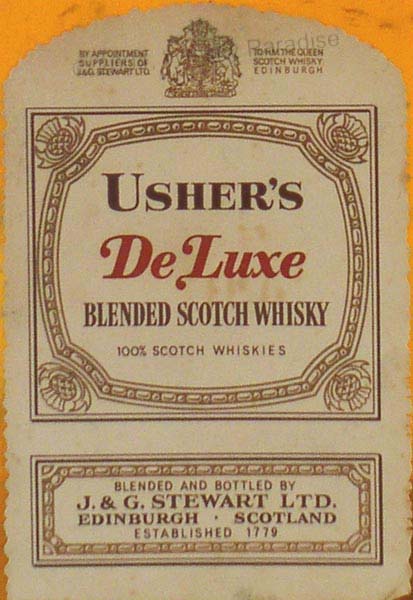 Paradise
BY APPOINTMENT TO H.M. THE QUEEN
SUPPLIERS OF SCOTCH WHISKY
J.&G. STEWART LTD. EDINBURGH
USHER'S
De Luxe
BLENDED SCOTCH WHISKY
100% SCOTCH WHISKIES
BLENDED AND BOTTLED BY
J. & G. STEWART LTD.
EDINBURGH · SCOTLAND
ESTABLISHED 1779